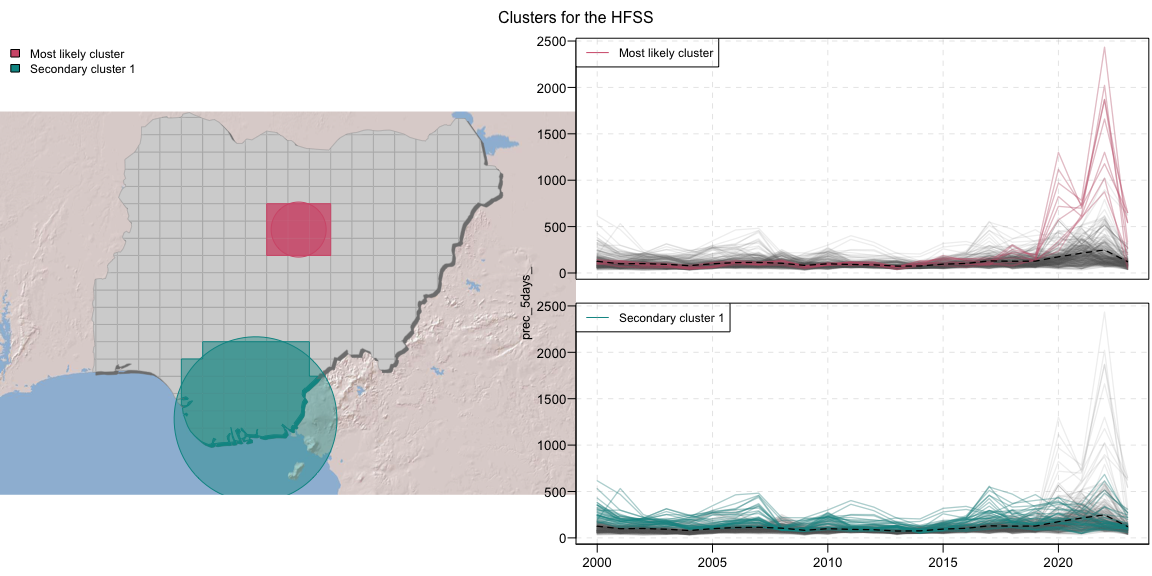 Clusters for the HFSS
Most likely cluster
Secondary cluster 1
prec_5days_
Most likely cluster
2500
2000
1500
1000
500
0
Secondary cluster 1
2500
2000
1500
1000
500
0
2000 2005 2010 2015 2020